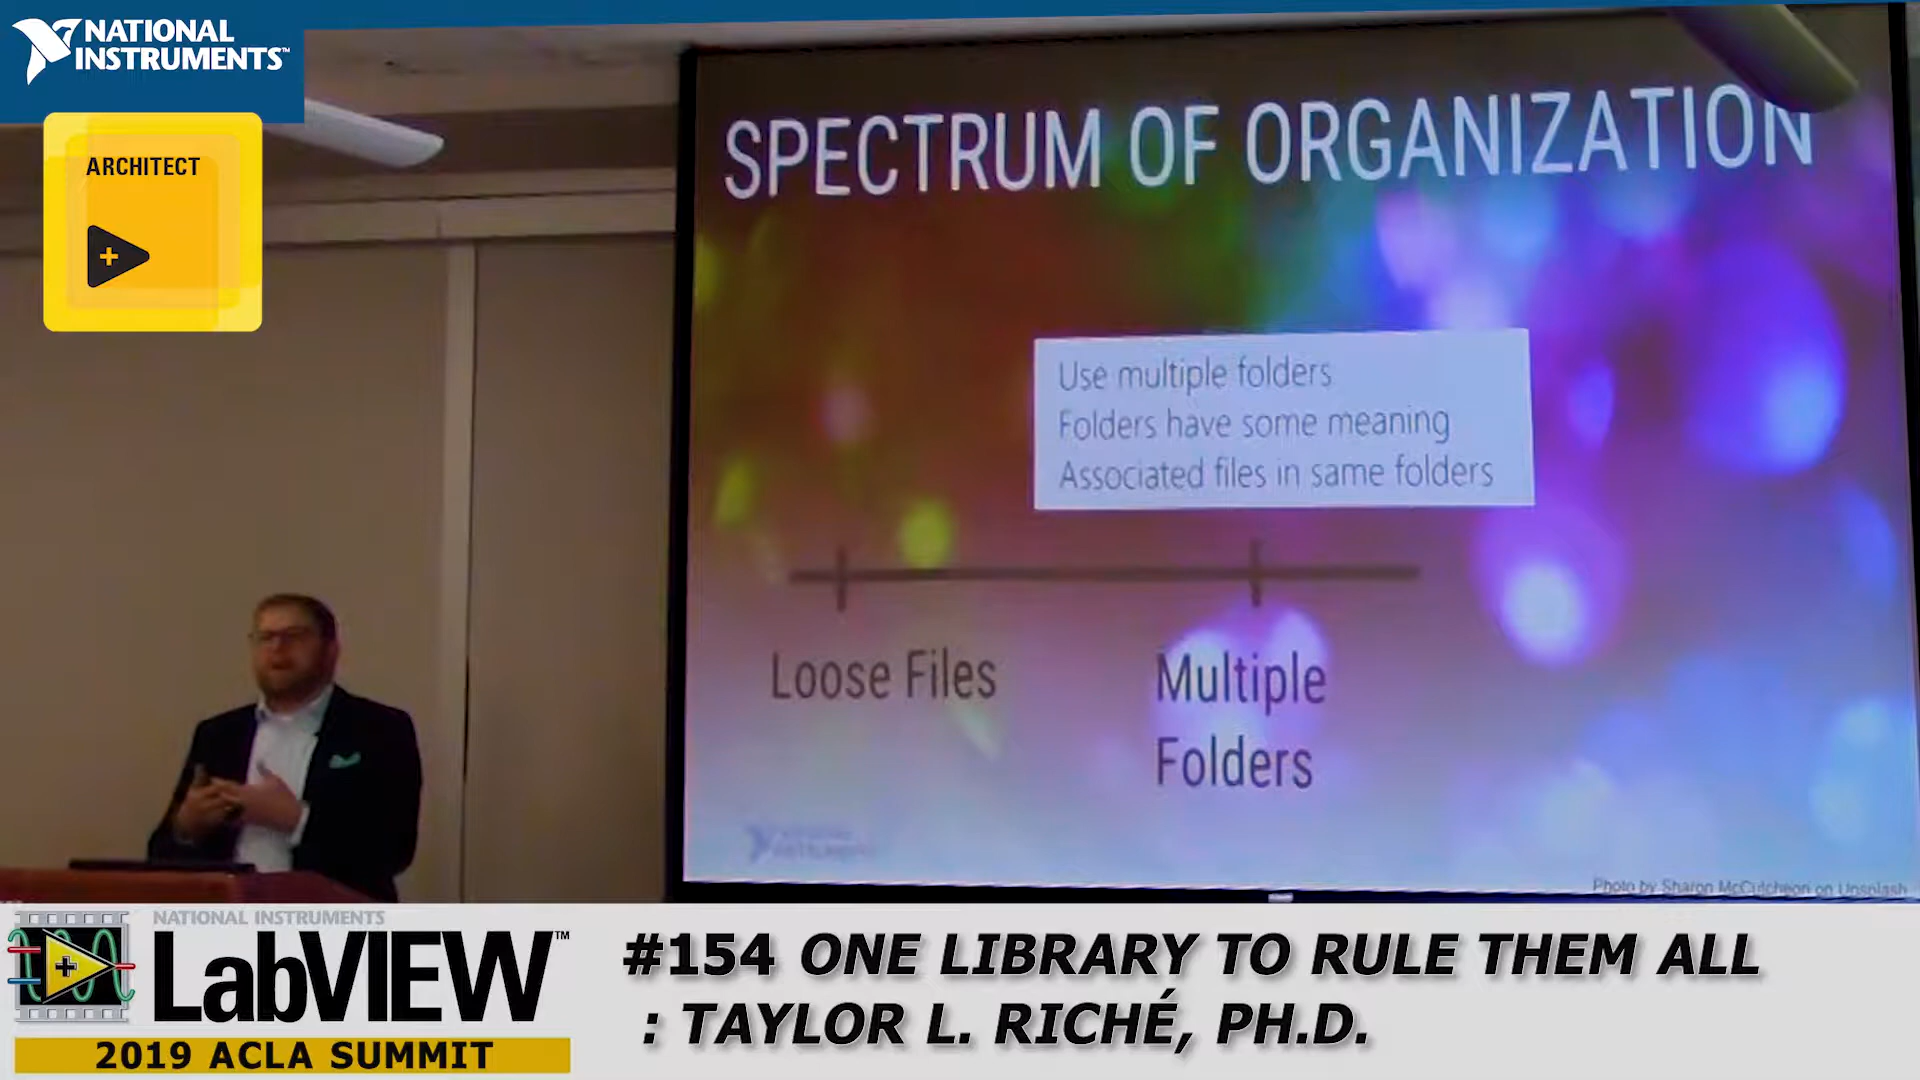 NATIONAL
INSTRUMENTS™
ARCHITECT
SPECTRUM OF ORGANIZATION
Use multiple folders
Folders have some meaning
Associated files in same folders
Loose Files
Multiple
Folders
NATIONAL
INSTRUMENTS
Photo by Sharon McCutcheon on Unsplash
NATIONAL INSTRUMENTS
LabVIEW™
2019 ACLA SUMMIT
#154 ONE LIBRARY TO RULE THEM ALL
: TAYLOR L. RICHÉ, PH.D.